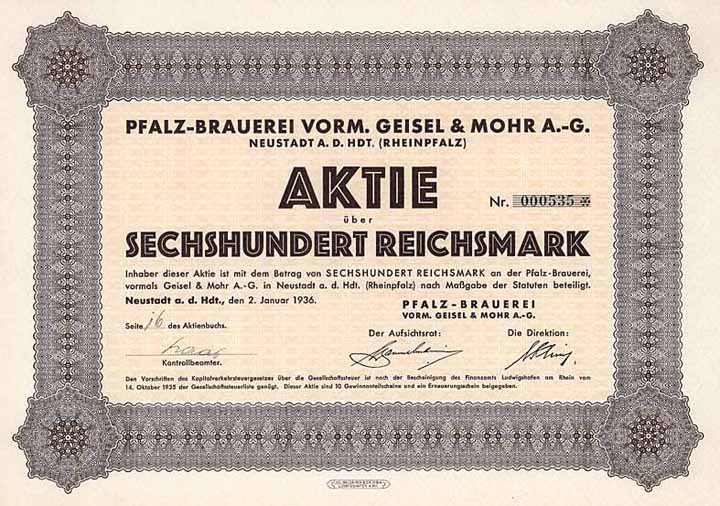 PFALZ-BRAUEREI VORM. GEISEL & MOHR A.-G.
NEUSTADT A. D. HDT. (RHEINPFALZ)
AKTIE
Nr. 000535
über
SECHSHUNDERT REICHSMARK
Inhaber dieser Aktie ist mit dem Betrag von SECHSHUNDERT REICHSMARK an der Pfalz-Brauerei,
vormals Geisel & Mohr A.-G. in Neustadt a. d. Hdt. (Rheinpfalz) nach Maßgabe der Statuten beteiligt.
Neustadt a. d. Hdt., den 2. Januar 1936.
PFALZ-BRAUEREI
VORM. GEISEL & MOHR A.-G.
Seite 16 des Aktienbuchs.
Der Aufsichtsrat: Die Direktion:
Kontrollbeamter.
Den Vorschriften des Kapitalverkehrsteuergesetzes über die Gesellschaftsteuer ist nach der Bescheinigung des Finanzamts Ludwigshafen am Rhein vom
14. Oktober 1935 der Gesellschaftsteuerliste genügt. Dieser Aktie sind 10 Gewinnanteilscheine und ein Erneuerungsschein beigegeben.